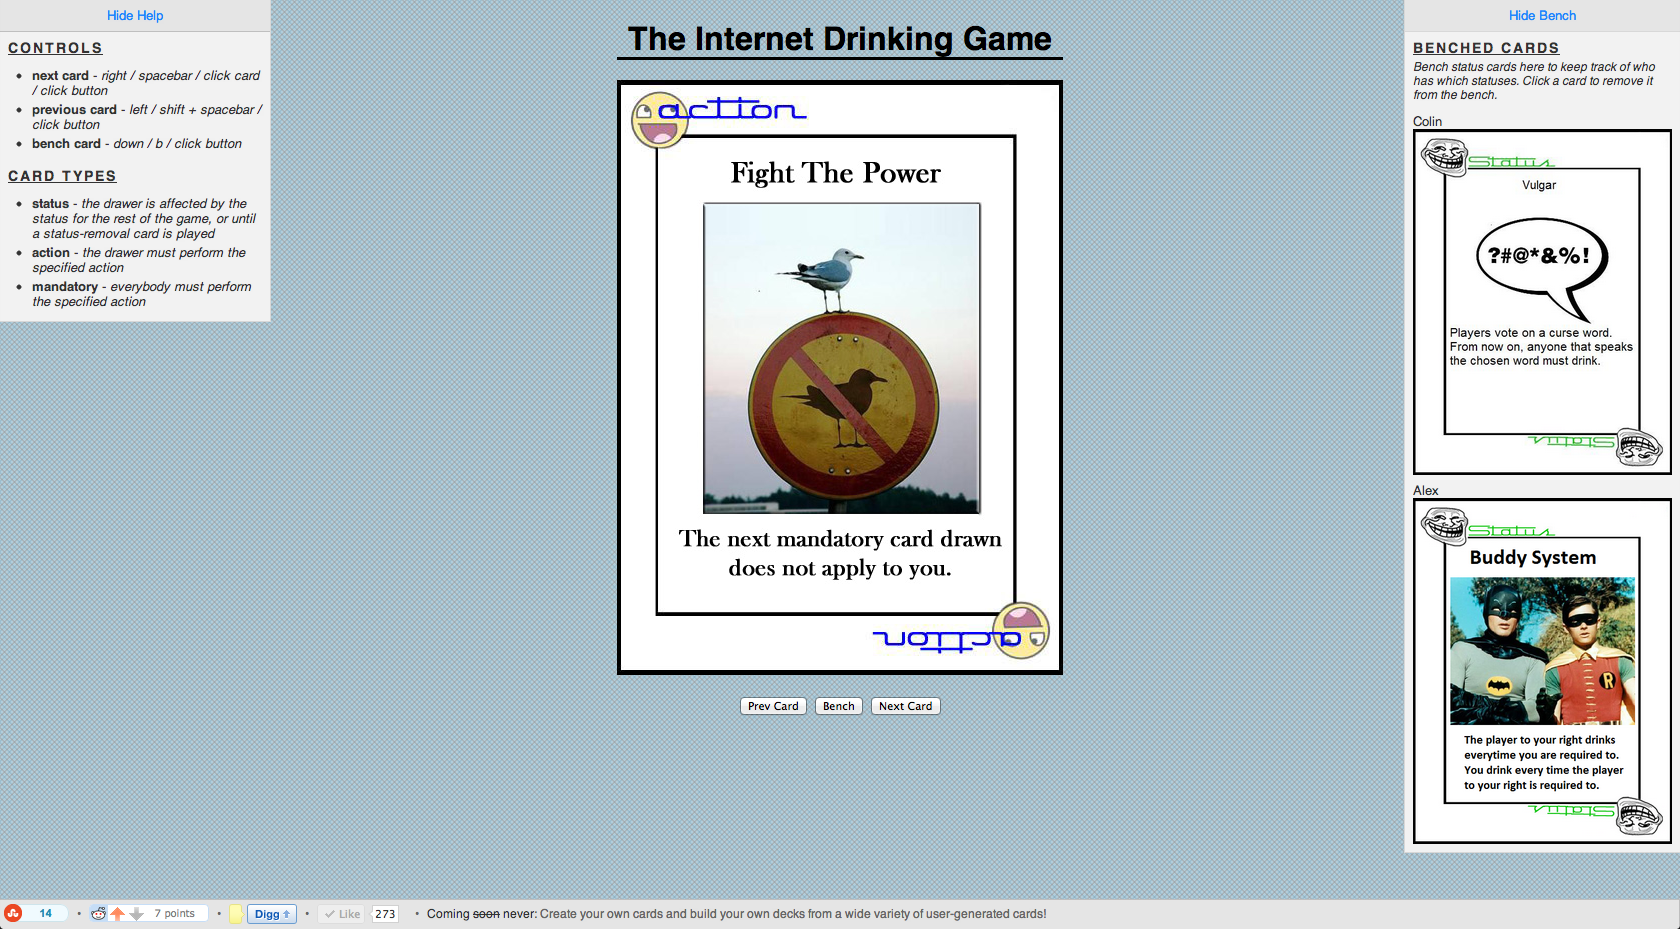 Hide Help
CONTROLS
next card - right / spacebar / click card
/ click button
previous card - left / shift + spacebar /
click button
bench card - down / b / click button
CARD TYPES
status - the drawer is affected by the
status for the rest of the game, or until
a status-removal card is played
action - the drawer must perform the
specified action
mandatory - everybody must perform
the specified action
The Internet Drinking Game
action
Fight The Power
The next mandatory card drawn
does not apply to you.
action
Prev Card
Bench
Next Card
Hide Bench
BENCHED CARDS
Bench status cards here to keep track of who
has which statuses. Click a card to remove it
from the bench.
Colin
Status
Vulgar
?#@*&%!
Players vote on a curse word.
From now on, anyone that speaks
the chosen word must drink.
Status
Alex
Status
Buddy System
R
The player to your right drinks
everytime you are required to.
You drink every time the player
to your right is required to.
Status
14 • 7 points • Digg • Like 273 • Coming soon never: Create your own cards and build your own decks from a wide variety of user-generated cards!